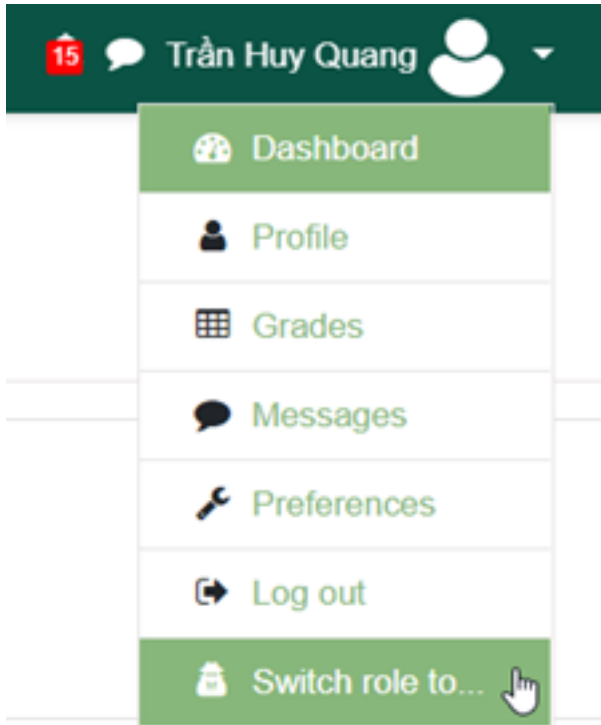 15 Trần Huy Quang
Dashboard
Profile
Grades
Messages
Preferences
Log out
Switch role to...